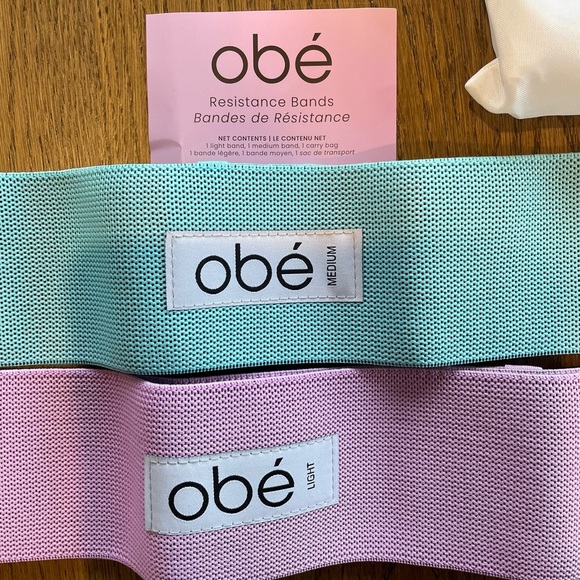 obé
Resistance Bands
Bandes de Résistance
NET CONTENTS | LE CONTENU NET
1 light band, 1 medium band, 1 carry bag
1 bande légère, 1 bande moyen, 1 sac de transport
obé MEDIUM
obé LIGHT